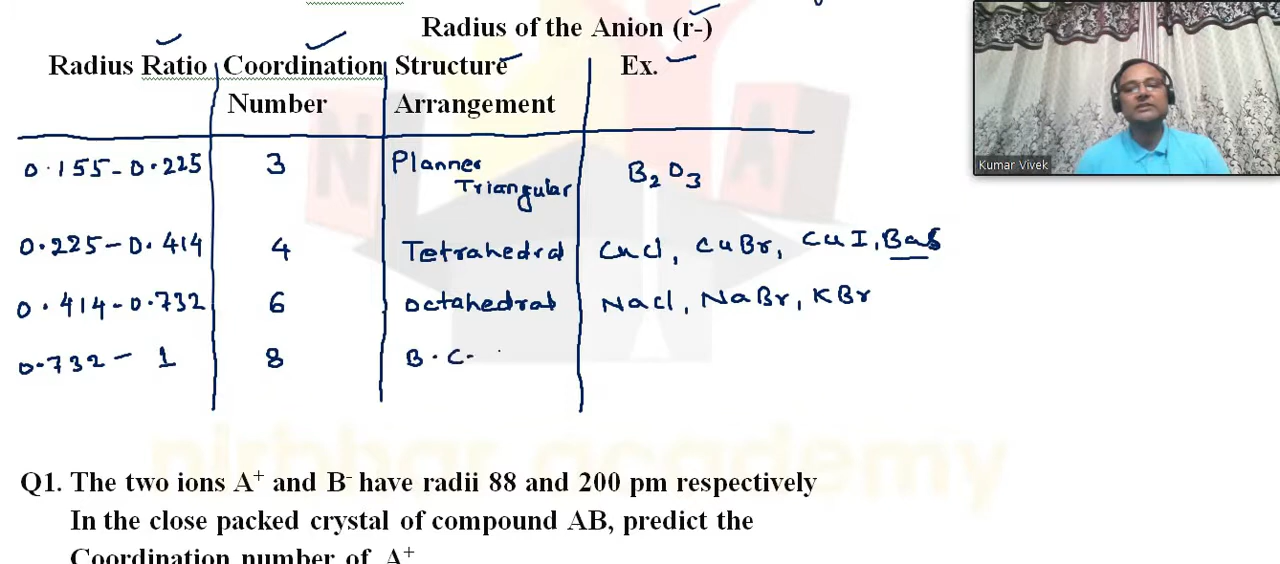 Radius of the Anion (r-)
Radius Ratio Coordination Structure Ex.
Number Arrangement
0.155-0.225 3 Planner Triangular B2O3
0.225-0.414 4 Tetrahedral CuCl, CuBr, CuI, BaS
0.414-0.732 6 octahedral NaCl, NaBr, KBr
0.732- 1 8 B.C.
nirbhar academy
Q1. The two ions A+ and B- have radii 88 and 200 pm respectively
In the close packed crystal of compound AB, predict the
Coordination number of A+
Kumar Vivek
N
A